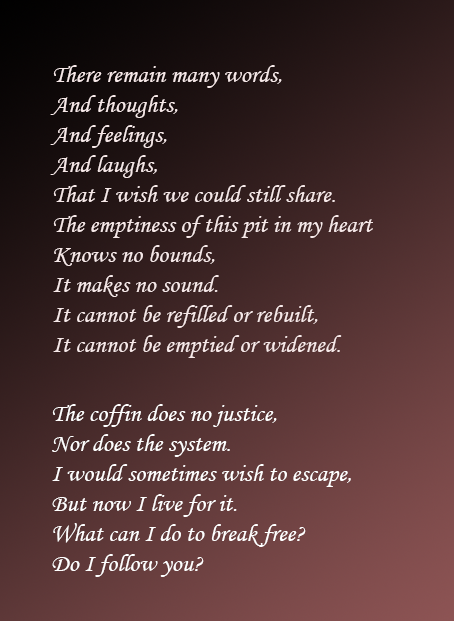 There remain many words,
And thoughts,
And feelings,
And laughs,
That I wish we could still share.
The emptiness of this pit in my heart
Knows no bounds,
It makes no sound.
It cannot be refilled or rebuilt,
It cannot be emptied or widened.
The coffin does no justice,
Nor does the system.
I would sometimes wish to escape,
But now I live for it.
What can I do to break free?
Do I follow you?